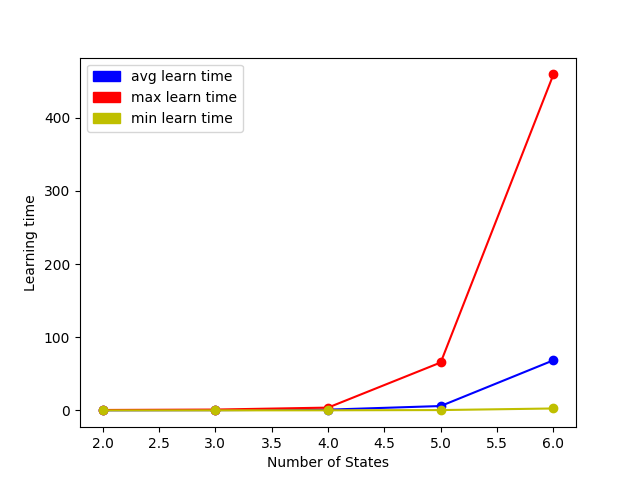 avg learn time
max learn time
min learn time
Learning time
400
300
200
100
0
2.0 2.5 3.0 3.5 4.0 4.5 5.0 5.5 6.0
Number of States